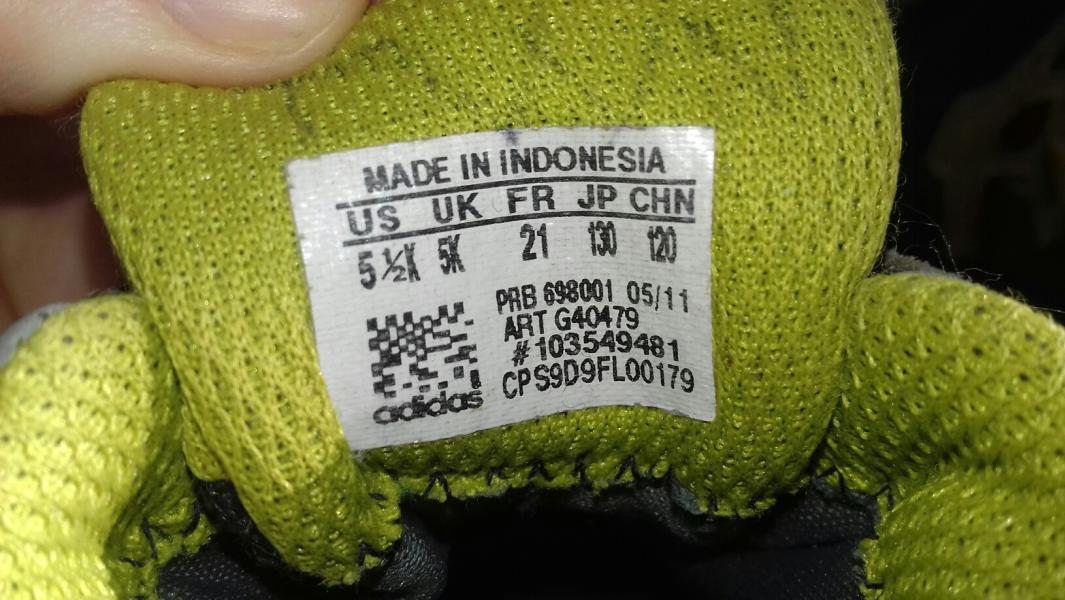 MADE IN INDONESIA
US UK FR JP CHN
5 ½K 5K 21 130 120
PRB 698001 05/11
ART G40479
#103549481
CPS9D9FL00179
adidas